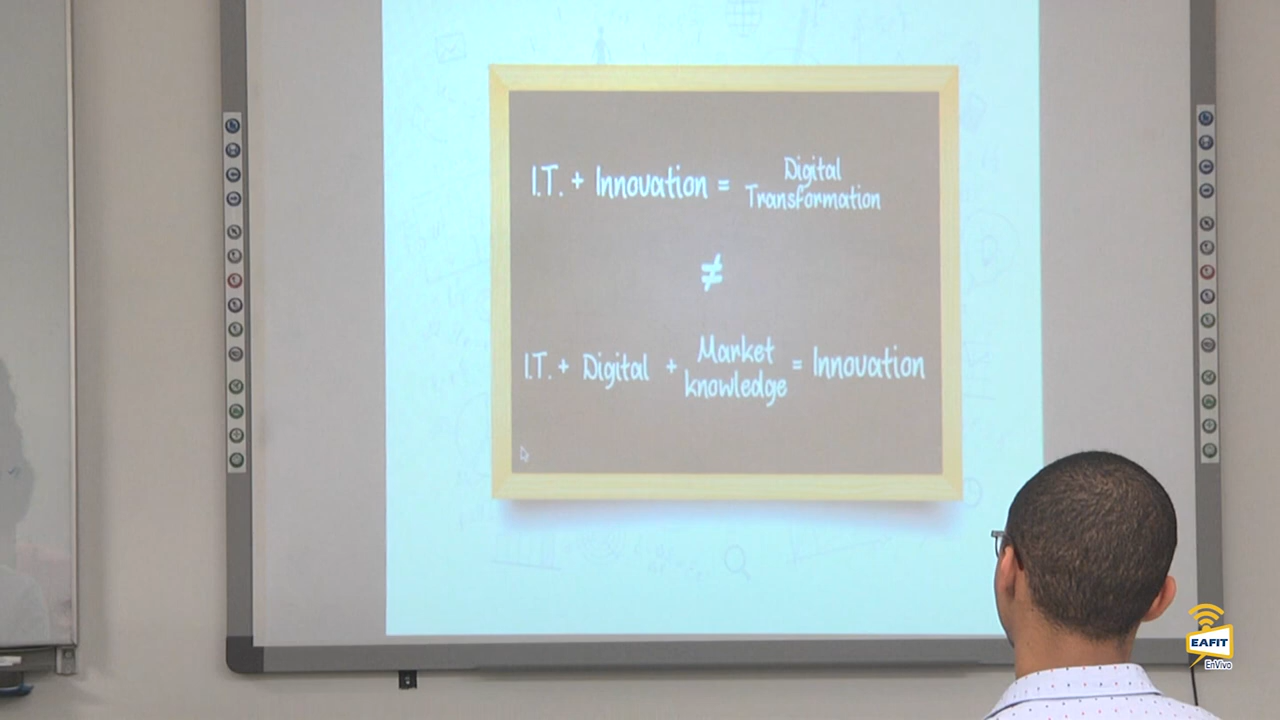 I.T. + Innovation = Digital Transformation
≠
I.T. + Digital + Market knowledge = Innovation
EAFIT
EnVivo